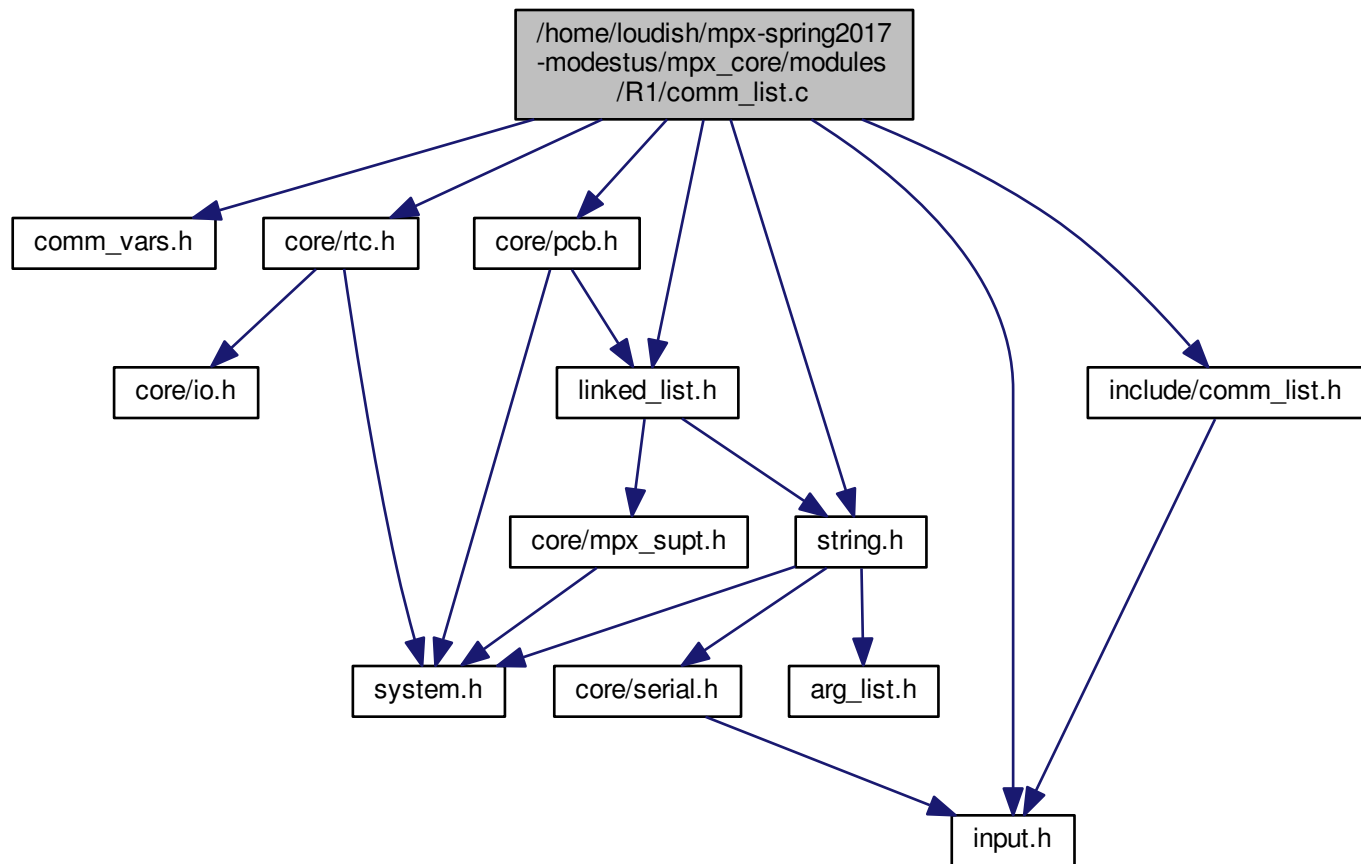 /home/loudish/mpx-spring2017
-modestus/mpx_core/modules
/R1/comm_list.c
comm_vars.h
core/rtc.h
core/pcb.h
core/io.h
linked_list.h
include/comm_list.h
core/mpx_supt.h
string.h
system.h
core/serial.h
arg_list.h
input.h